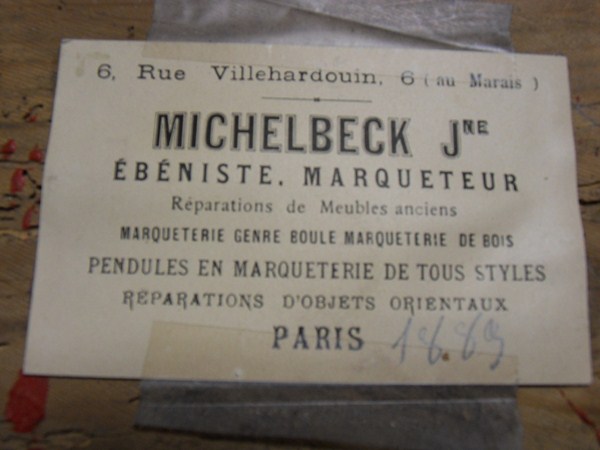 6, Rue Villehardouin, 6 (au Marais)
MICHELBECK JNE
ÉBÉNISTE. MARQUETEUR
Réparations de Meubles anciens
MARQUETERIE GENRE BOULE MARQUETERIE DE BOIS
PENDULES EN MARQUETERIE DE TOUS STYLES
RÉPARATIONS D'OBJETS ORIENTAUX
PARIS